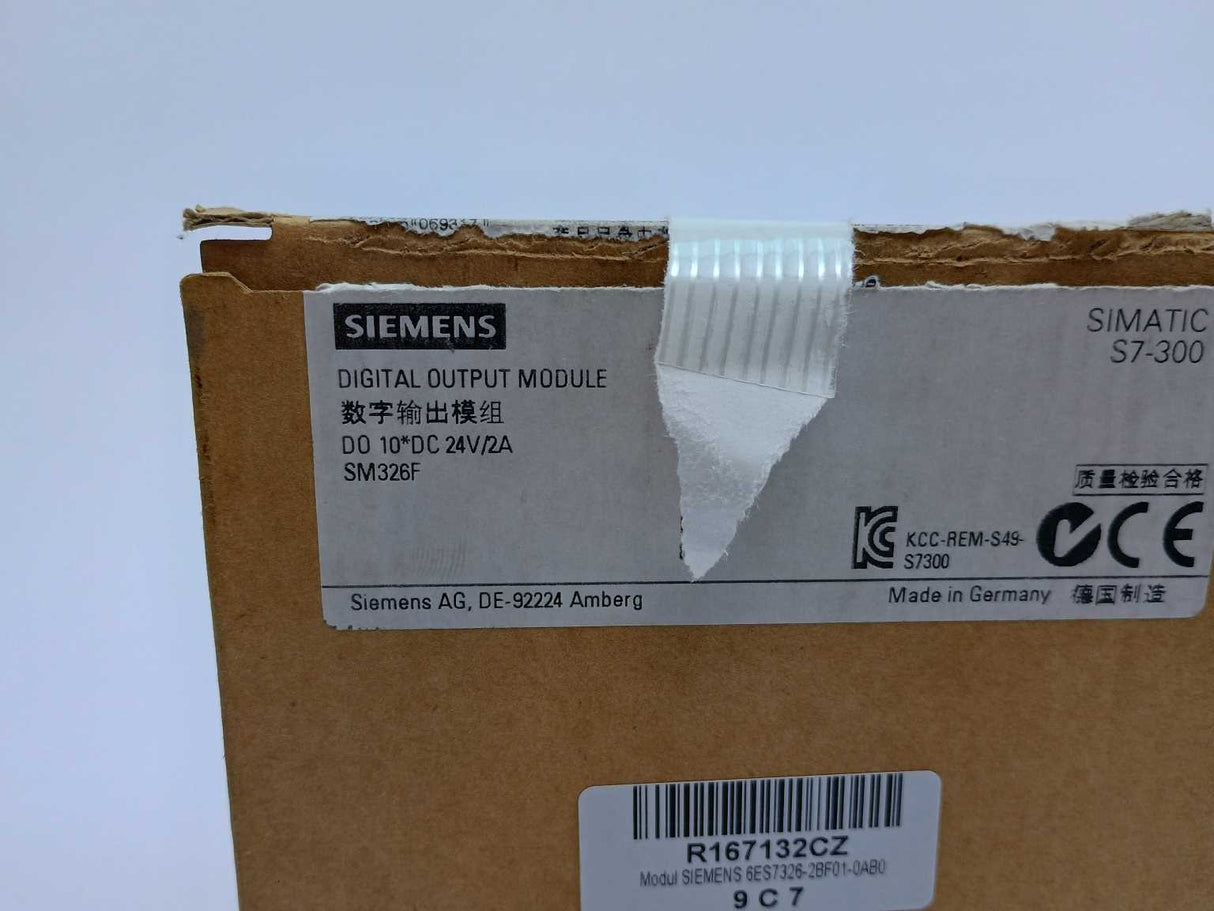 SIEMENS
SIMATIC
S7-300
DIGITAL OUTPUT MODULE
数字输出模组
DO 10*DC 24V/2A
SM326F
质量检验合格
KCC-REM-S49-
S7300
CE
Siemens AG, DE-92224 Amberg
Made in Germany 德国制造
R167132CZ
Modul SIEMENS 6ES7326-2BF01-0AB0
9 C 7